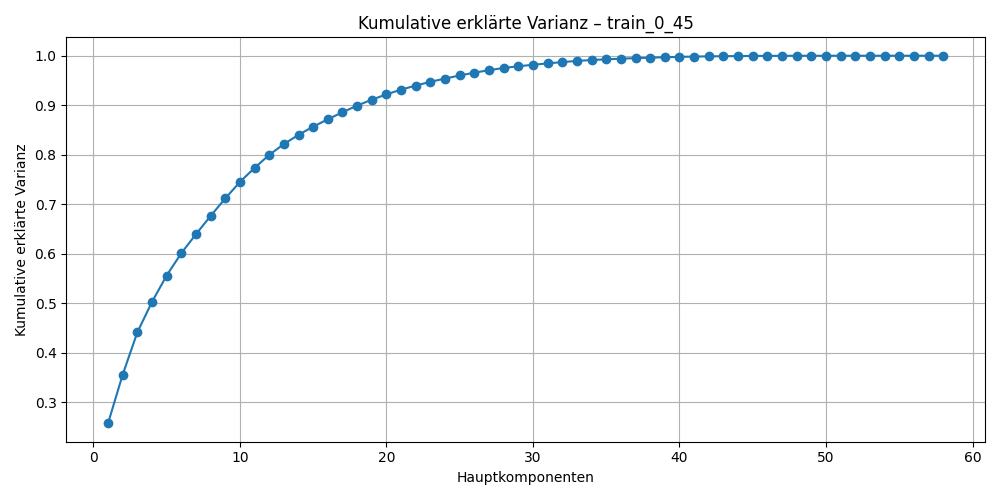 Kumulative erklärte Varianz – train_0_45
Kumulative erklärte Varianz
1.0
0.9
0.8
0.7
0.6
0.5
0.4
0.3
0 10 20 30 40 50 60
Hauptkomponenten